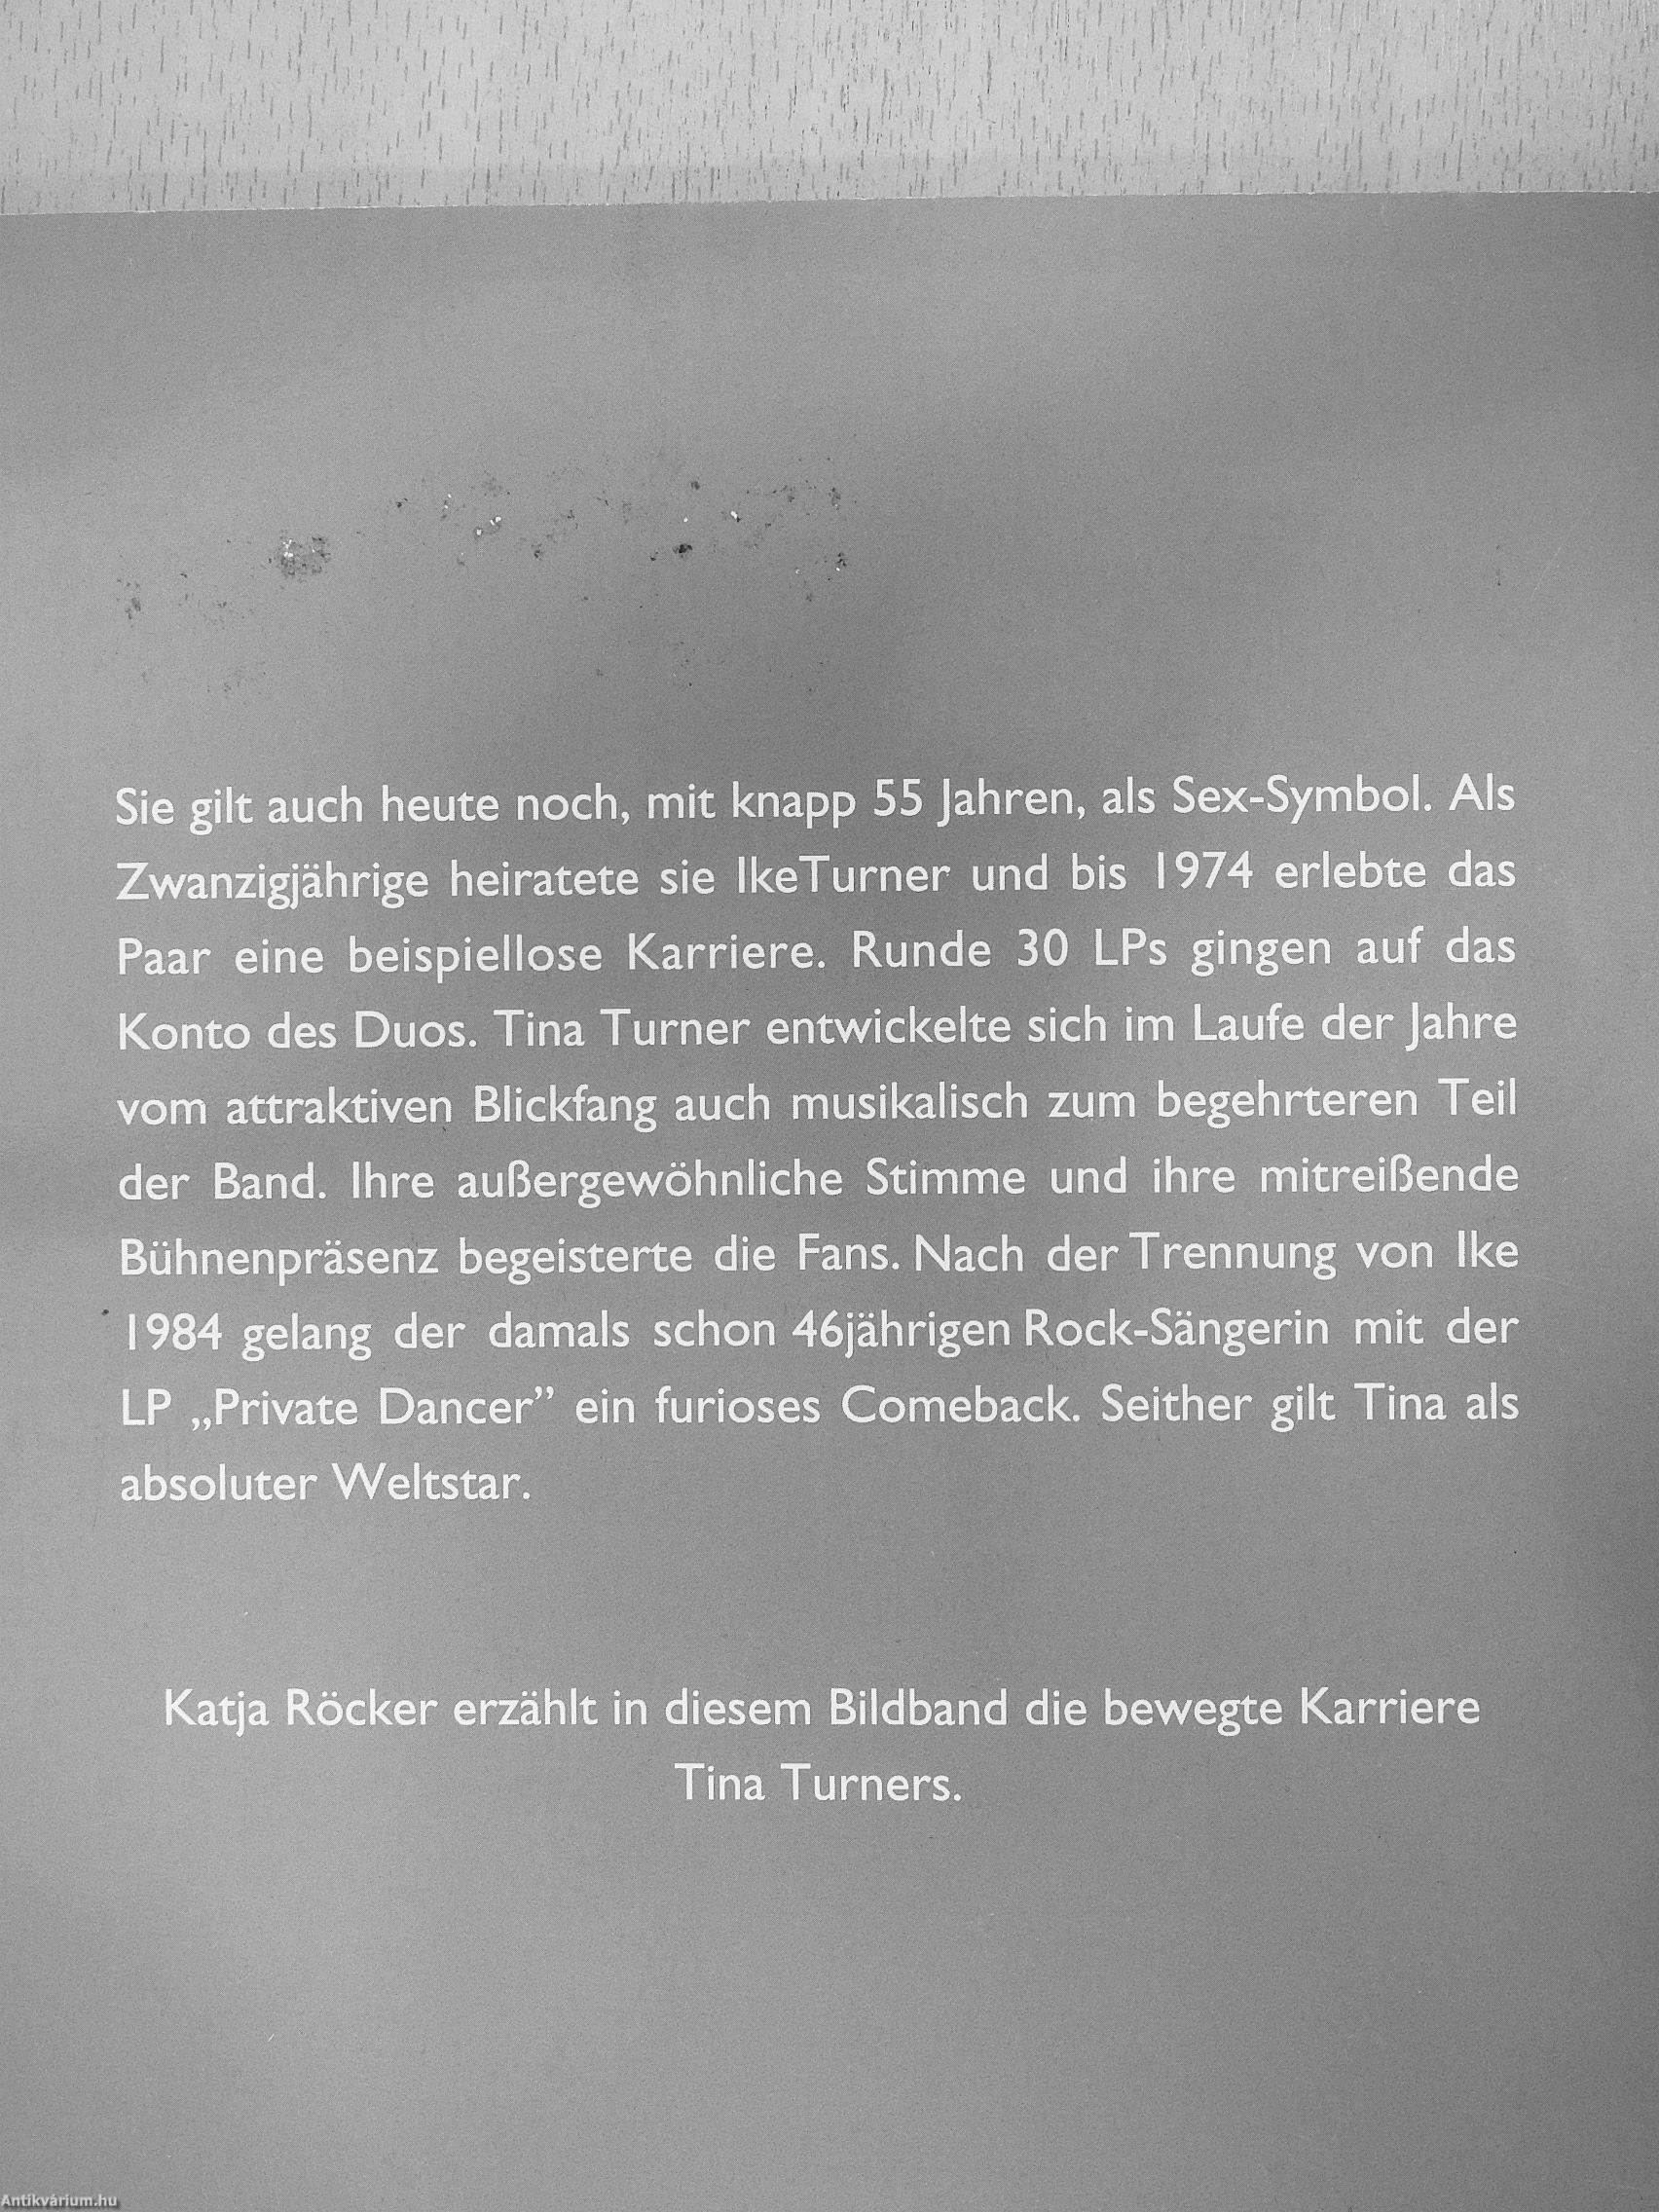 Sie gilt auch heute noch, mit knapp 55 Jahren, als Sex-Symbol. Als
Zwanzigjährige heiratete sie IkeTurner und bis 1974 erlebte das
Paar eine beispiellose Karriere. Runde 30 LPs gingen auf das
Konto des Duos. Tina Turner entwickelte sich im Laufe der Jahre
vom attraktiven Blickfang auch musikalisch zum begehrteren Teil
der Band. Ihre außergewöhnliche Stimme und ihre mitreißende
Bühnenpräsenz begeisterte die Fans. Nach der Trennung von Ike
1984 gelang der damals schon 46jährigen Rock-Sängerin mit der
LP „Private Dancer” ein furioses Comeback. Seither gilt Tina als
absoluter Weltstar.
Katja Röcker erzählt in diesem Bildband die bewegte Karriere
Tina Turners.
Antikvárium.hu